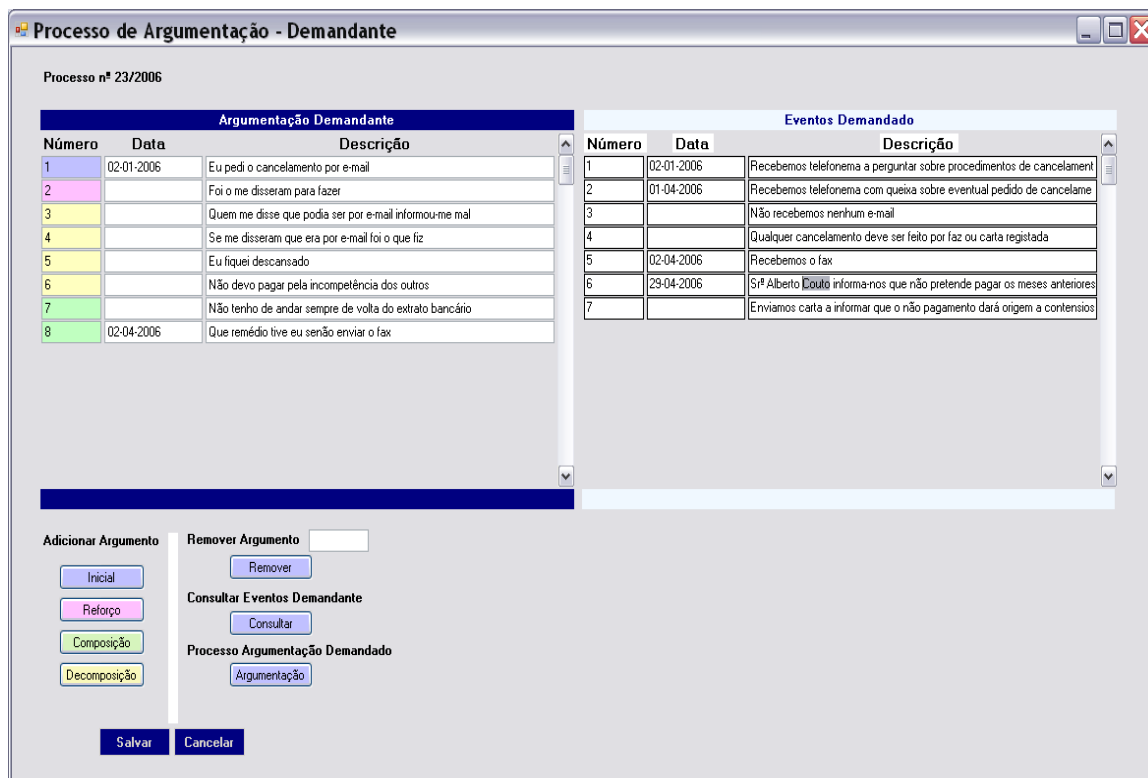 Processo de Argumentação - Demandante
Processo nº 23/2006
Argumentação Demandante
Número Data Descrição
1 02-01-2006 Eu pedi o cancelamento por e-mail
2 Foi o me disseram para fazer
3 Quem me disse que podia ser por e-mail informou-me mal
4 Se me disseram que era por e-mail foi o que fiz
5 Eu fiquei descansado
6 Não devo pagar pela incompetência dos outros
7 Não tenho de andar sempre de volta do extrato bancário
8 02-04-2006 Que remédio tive eu senão enviar o fax
Eventos Demandado
Número Data Descrição
1 02-01-2006 Recebemos telefonema a perguntar sobre procedimentos de cancelament
2 01-04-2006 Recebemos telefonema com queixa sobre eventual pedido de cancelame
3 Não recebemos nenhum e-mail
4 Qualquer cancelamento deve ser feito por faz ou carta registada
5 02-04-2006 Recebemos o fax
6 29-04-2006 Srº Alberto Couto informa-nos que não pretende pagar os meses anteriores
7 Enviamos carta a informar que o não pagamento dará origem a contensios
Adicionar Argumento
Inicial
Reforço
Composição
Decomposição
Remover Argumento
Remover
Consultar Eventos Demandante
Consultar
Processo Argumentação Demandado
Argumentação
Salvar Cancelar